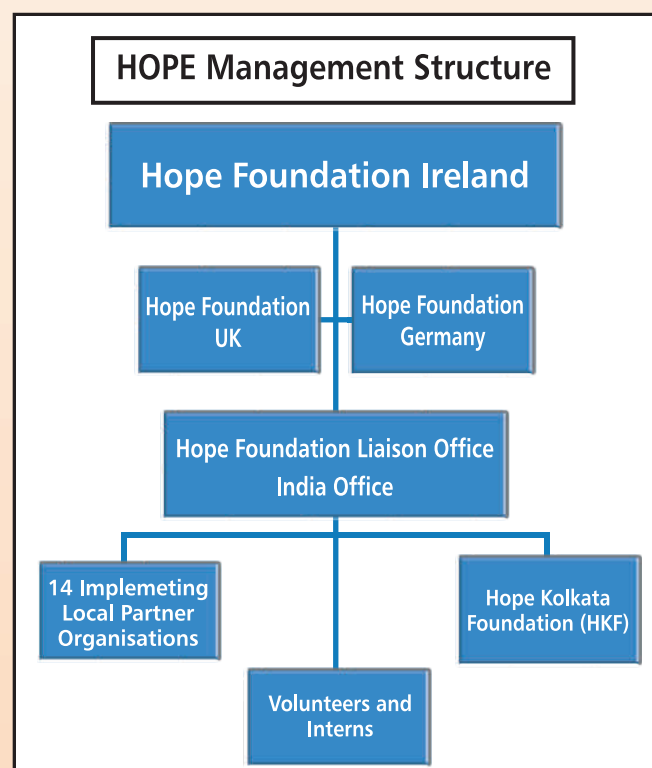 HOPE Management Structure
Hope Foundation Ireland
Hope Foundation
UK
Hope Foundation
Germany
Hope Foundation Liaison Office
India Office
14 Implemeting
Local Partner
Organisations
Hope Kolkata
Foundation (HKF)
Volunteers and
Interns